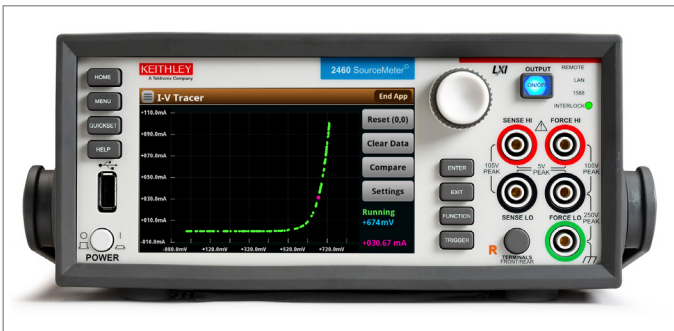 KEITHLEY
A Tektronix Company
2460 SourceMeter®
LXI
OUTPUT
ON/OFF
REMOTE
LAN
1588
INTERLOCK
HOME
MENU
QUICKSET
HELP
POWER
I-V Tracer
End App
+110.0mA
+090.0mA
+070.0mA
+050.0mA
+030.0mA
+010.0mA
-010.0mA
-080.0mV
+120.0mV
+320.0mV
+520.0mV
+720.0mV
Reset (0,0)
Clear Data
Compare
Settings
Running
+674mV
+030.67 mA
ENTER
EXIT
FUNCTION
TRIGGER
SENSE HI
FORCE HI
105V
PEAK
5V
PEAK
105V
PEAK
SENSE LO
FORCE LO
250V
PEAK
R
TERMINALS
FRONT/REAR